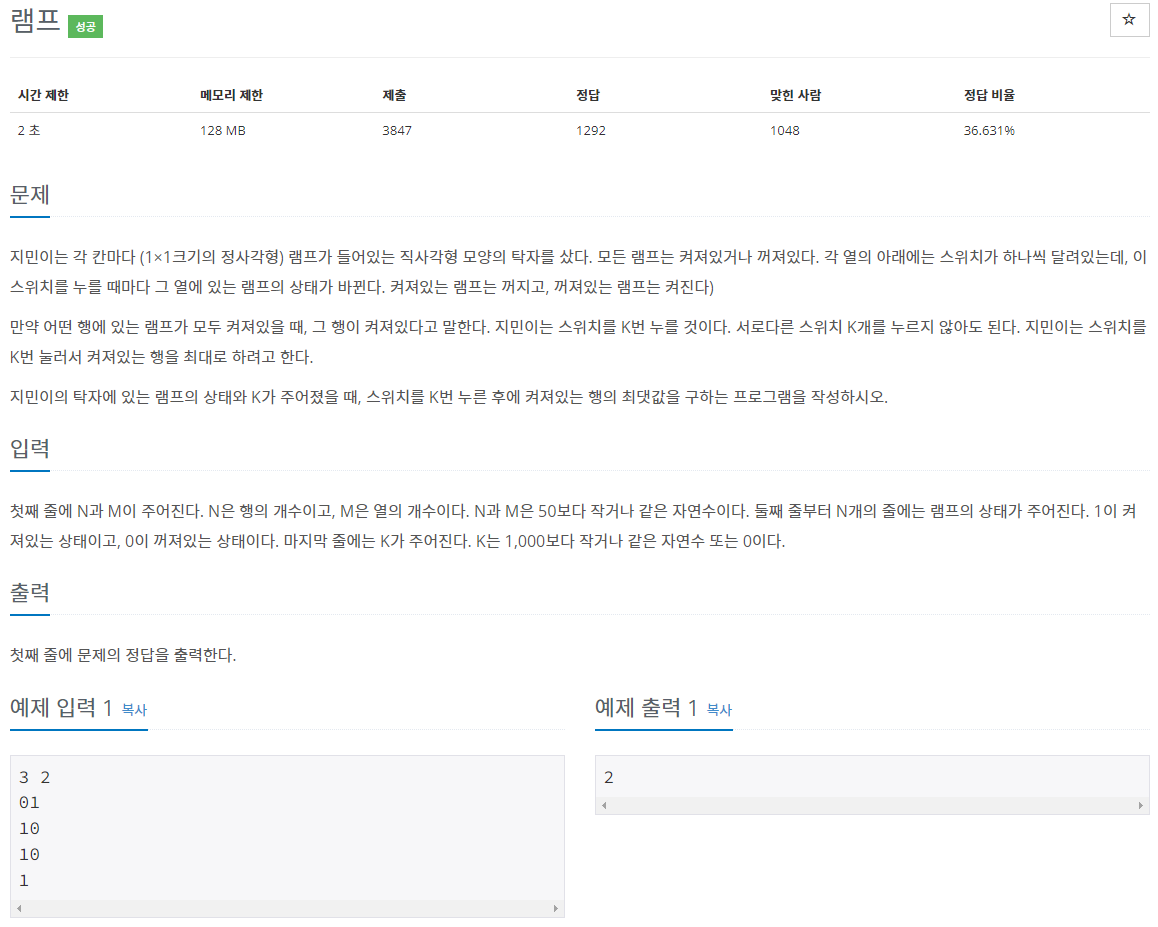 램프 성공
☆
시간 제한 메모리 제한 제출 정답 맞힌 사람 정답 비율
2 초 128 MB 3847 1292 1048 36.631%
문제
지민이는 각 칸마다 (1×1크기의 정사각형) 램프가 들어있는 직사각형 모양의 탁자를 샀다. 모든 램프는 켜져있거나 꺼져있다. 각 열의 아래에는 스위치가 하나씩 달려있는데, 이
스위치를 누를 때마다 그 열에 있는 램프의 상태가 바뀐다. 켜져있는 램프는 꺼지고, 꺼져있는 램프는 켜진다)
만약 어떤 행에 있는 램프가 모두 켜져있을 때, 그 행이 켜져있다고 말한다. 지민이는 스위치를 K번 누를 것이다. 서로다른 스위치 K개를 누르지 않아도 된다. 지민이는 스위치를
K번 눌러서 켜져있는 행을 최대로 하려고 한다.
지민이의 탁자에 있는 램프의 상태와 K가 주어졌을 때, 스위치를 K번 누른 후에 켜져있는 행의 최댓값을 구하는 프로그램을 작성하시오.
입력
첫째 줄에 N과 M이 주어진다. N은 행의 개수이고, M은 열의 개수이다. N과 M은 50보다 작거나 같은 자연수이다. 둘째 줄부터 N개의 줄에는 램프의 상태가 주어진다. 1이 켜
져있는 상태이고, 0이 꺼져있는 상태이다. 마지막 줄에는 K가 주어진다. K는 1,000보다 작거나 같은 자연수 또는 0이다.
출력
첫째 줄에 문제의 정답을 출력한다.
예제 입력 1 복사
3 2
01
10
10
1
예제 출력 1 복사
2